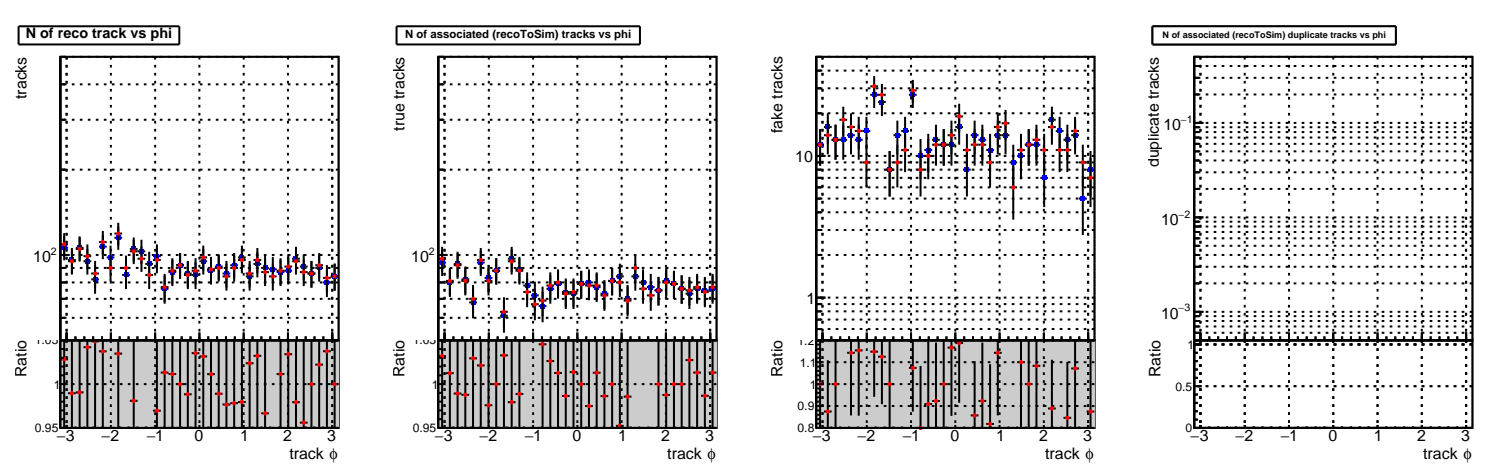 N of reco track vs phi
tracks
10²
Ratio
1.05
1
0.95
−3 −2 −1 0 1 2 3
track ϕ
N of associated (recoToSim) tracks vs phi
true tracks
10²
Ratio
1.05
1
0.95
−3 −2 −1 0 1 2 3
track ϕ
fake tracks
10
1
Ratio
1.2
1.1
1
0.9
0.8
−3 −2 −1 0 1 2 3
track ϕ
N of associated (recoToSim) duplicate tracks vs phi
duplicate tracks
10⁻¹
10⁻²
10⁻³
Ratio
1
0.5
0
−3 −2 −1 0 1 2 3
track ϕ